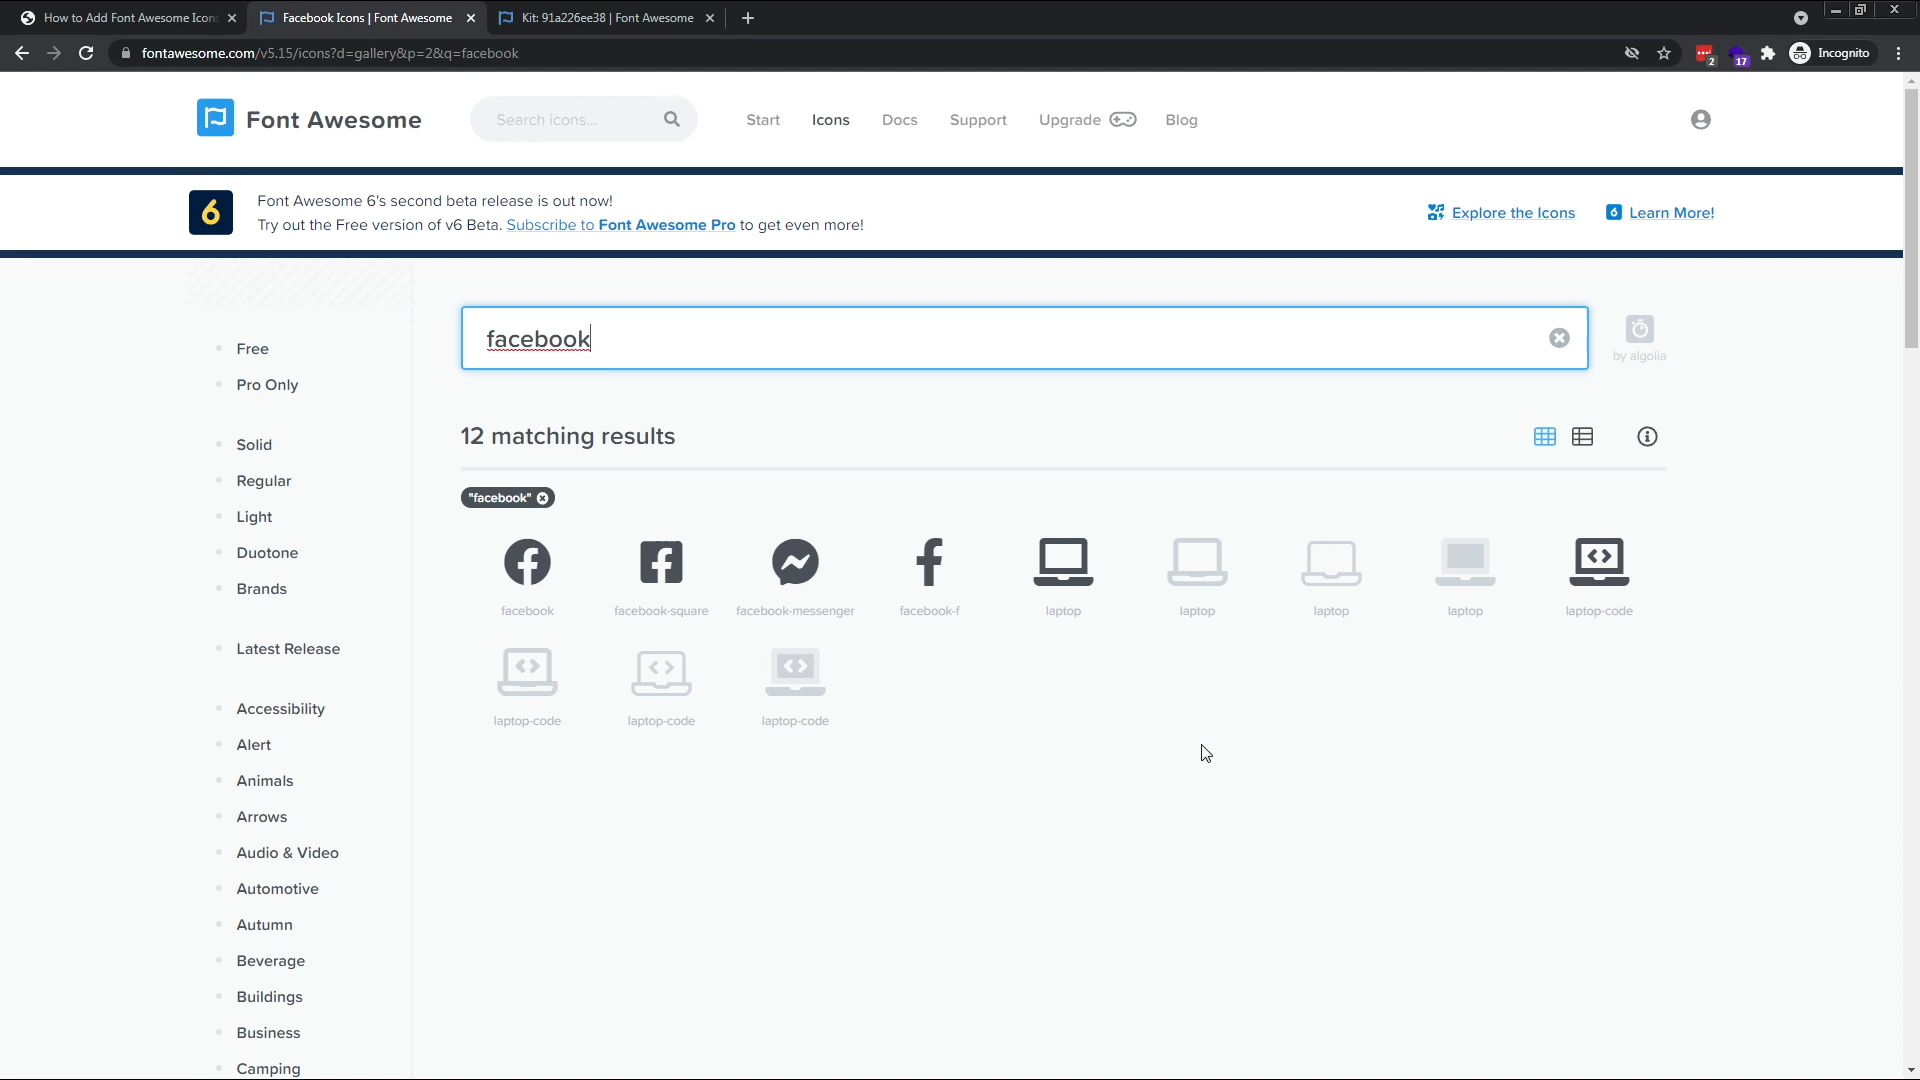 How to Add Font Awesome Icon
Facebook Icons | Font Awesome
Kit: 91a226ee38 | Font Awesome
fontawesome.com/v5.15/icons?d=gallery&p=2&q=facebook
2
17
Incognito
Font Awesome
Search icons...
Start
Icons
Docs
Support
Upgrade
Blog
6
Font Awesome 6's second beta release is out now!
Try out the Free version of v6 Beta. Subscribe to Font Awesome Pro to get even more!
Explore the Icons
6
Learn More!
facebook
by algolia
Free
Pro Only
Solid
Regular
Light
Duotone
Brands
Latest Release
Accessibility
Alert
Animals
Arrows
Audio & Video
Automotive
Autumn
Beverage
Buildings
Business
Camping
12 matching results
"facebook"
facebook
facebook-square
facebook-messenger
facebook-f
laptop
laptop
laptop
laptop
laptop-code
laptop-code
laptop-code
laptop-code